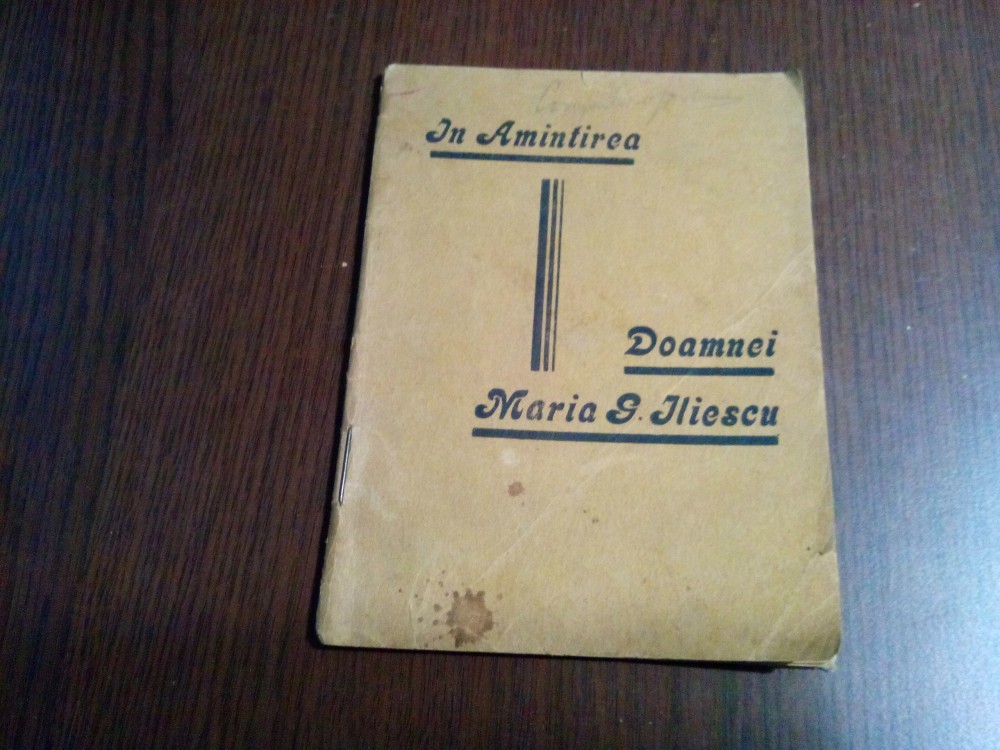 In Amintirea
Doamnei
Maria G. Iliescu